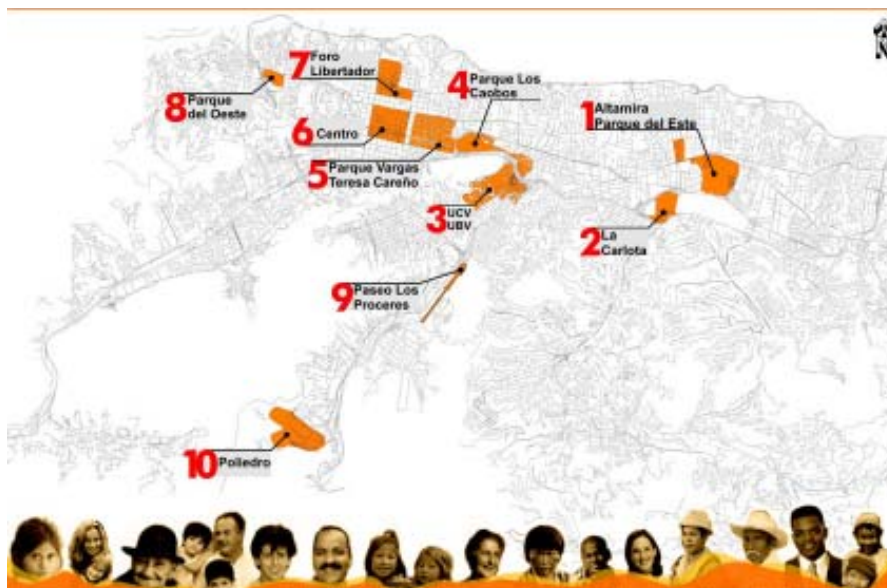 7 Foro
Libertador
4 Parque Los
Caobos
8 Parque
del Oeste
1 Altamira
Parque del Este
6 Centro
5 Parque Vargas
Teresa Careño
3 UCV
UBV
2 La
Carlota
9 Paseo Los
Proceres
10 Poliedro